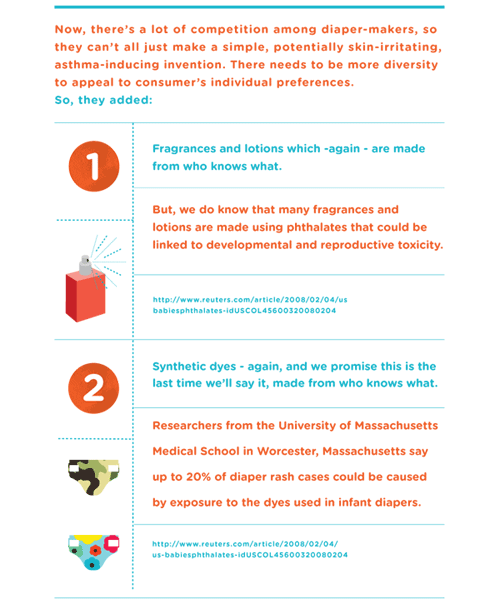 Now, there's a lot of competition among diaper-makers, so
they can't all just make a simple, potentially skin-irritating,
asthma-inducing invention. There needs to be more diversity
to appeal to consumer's individual preferences.
So, they added:
1
Fragrances and lotions which -again - are made
from who knows what.
But, we do know that many fragrances and
lotions are made using phthalates that could be
linked to developmental and reproductive toxicity.
http://www.reuters.com/article/2008/02/04/us
babiesphthalates-idUSCOL45600320080204
2
Synthetic dyes - again, and we promise this is the
last time we'll say it, made from who knows what.
Researchers from the University of Massachusetts
Medical School in Worcester, Massachusetts say
up to 20% of diaper rash cases could be caused
by exposure to the dyes used in infant diapers.
http://www.reuters.com/article/2008/02/04/
us-babiesphthalates-idUSCOL45600320080204